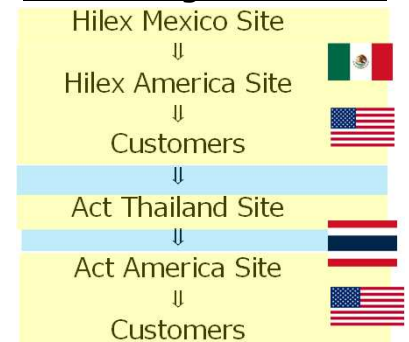 Hilex Mexico Site
⇓
Hilex America Site
⇓
Customers
⇓
Act Thailand Site
⇓
Act America Site
⇓
Customers